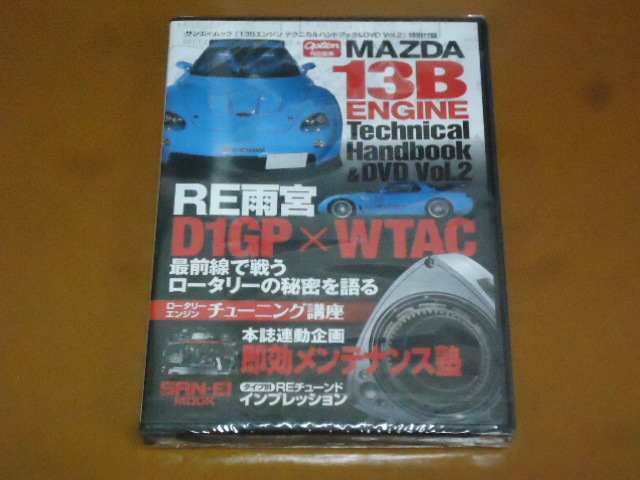 サンエイムック「13Bエンジン テクニカルハンドブック&DVD Vol.2」特別付録
Option
特別編集
MAZDA
13B
ENGINE
Technical
Handbook
& DVD Vol.2
YOKOHAMA
RE雨宮
D1GP×WTAC
最前線で戦う
ロータリーの秘密を語る
ロータリー
エンジン
チューニング講座
本誌連動企画
即効メンテナンス塾
SAN-EI
MOOK
タイプ別 REチューンド
インプレッション